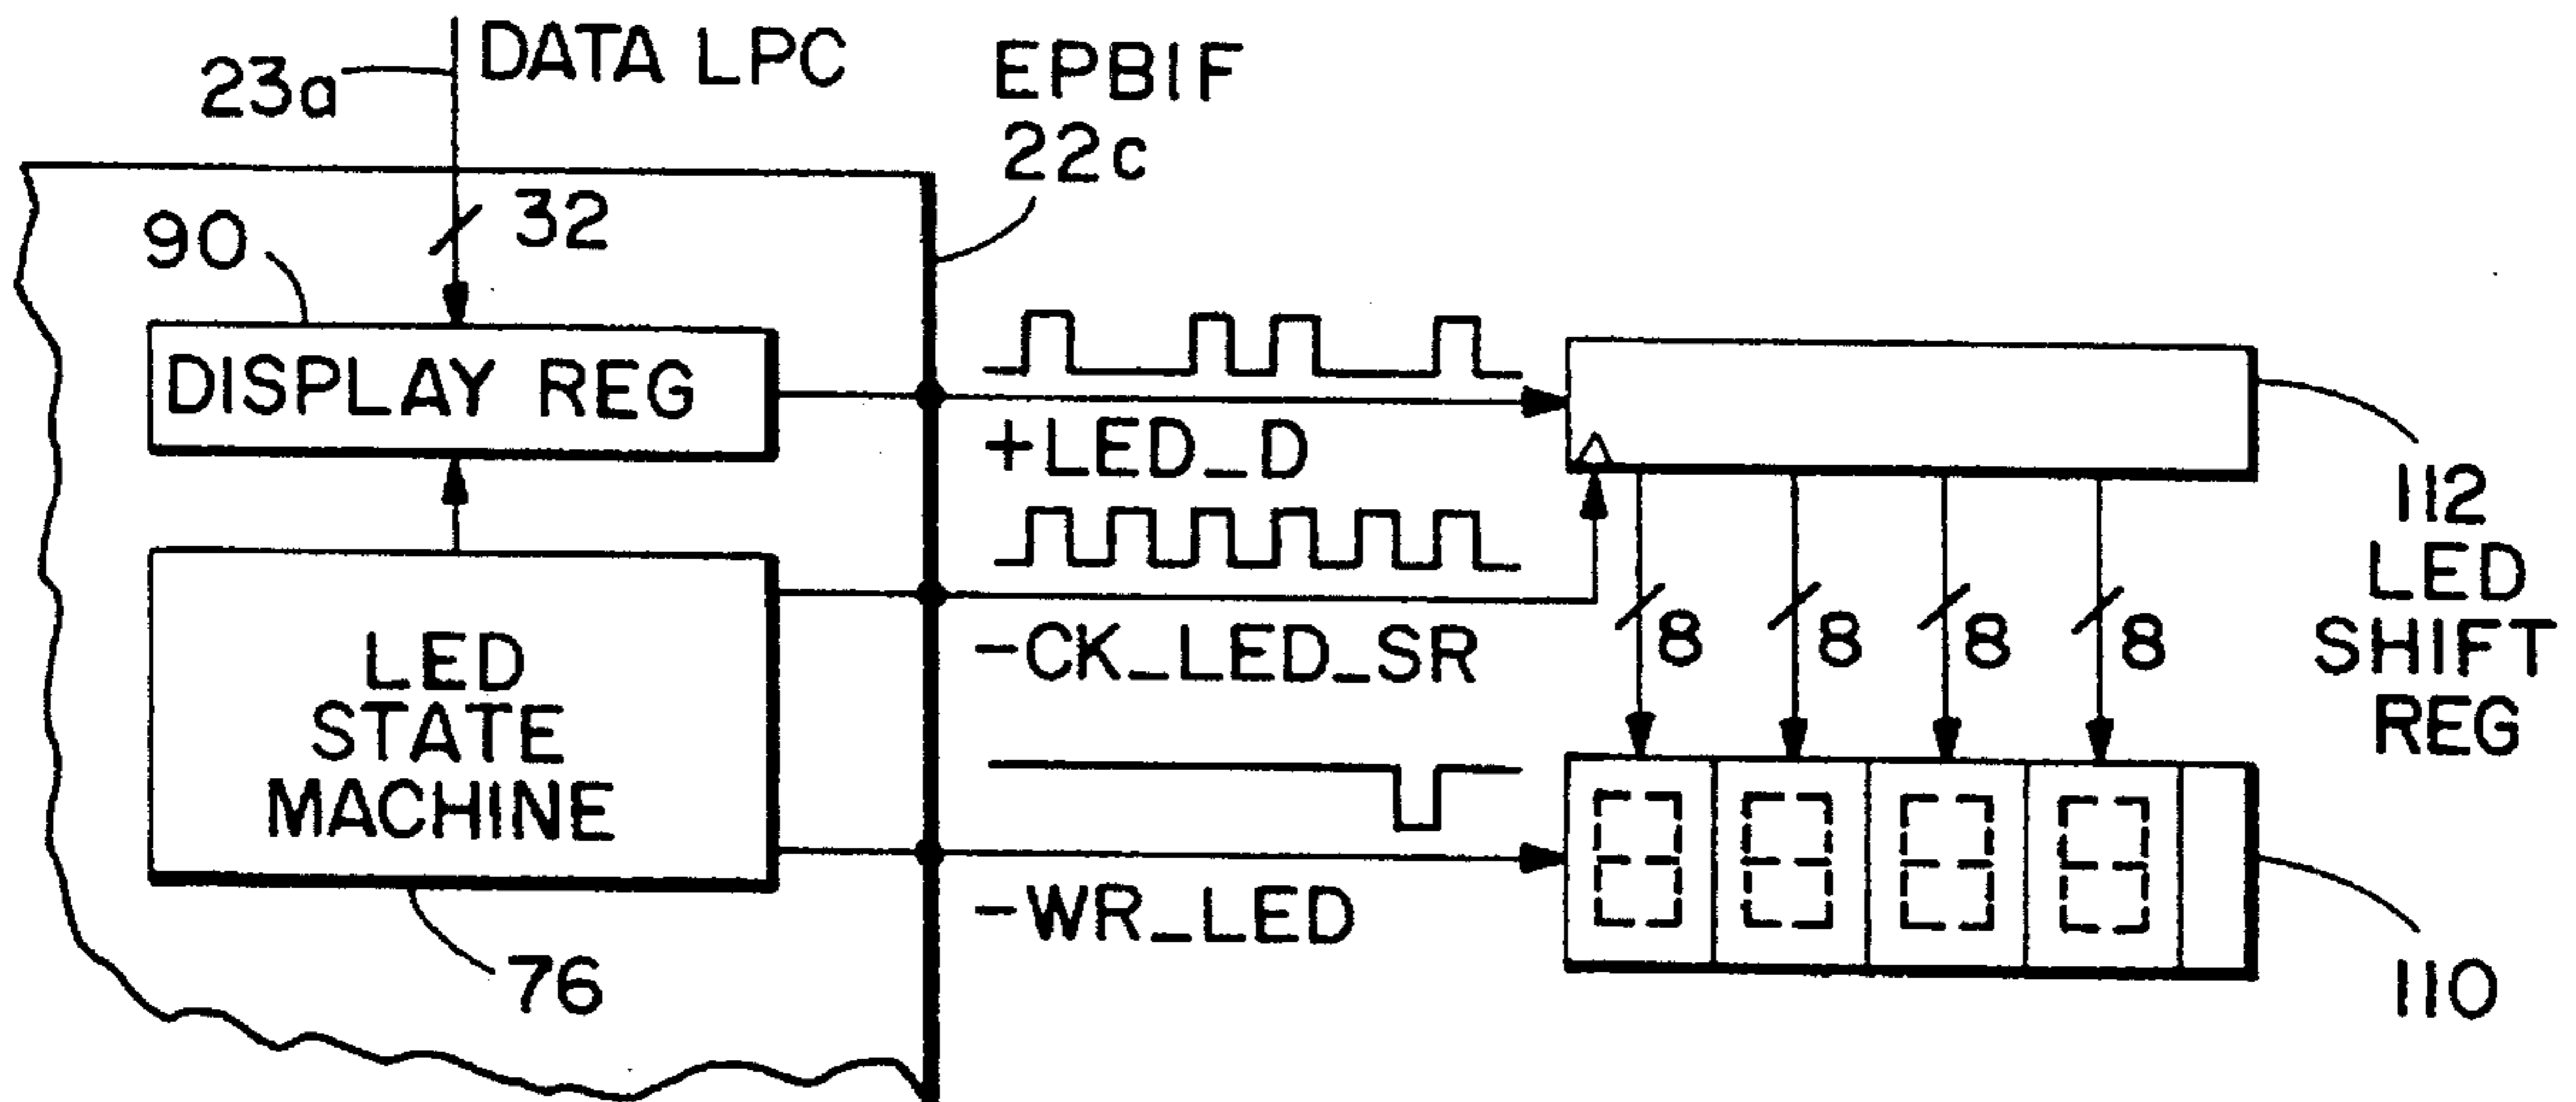 DATA LPC
23a
EPBIF
22c
32
90
DISPLAY REG
+LED_D
112
LED
SHIFT
REG
-CK_LED_SR
8
8
8
8
LED
STATE
MACHINE
-WR_LED
76
110